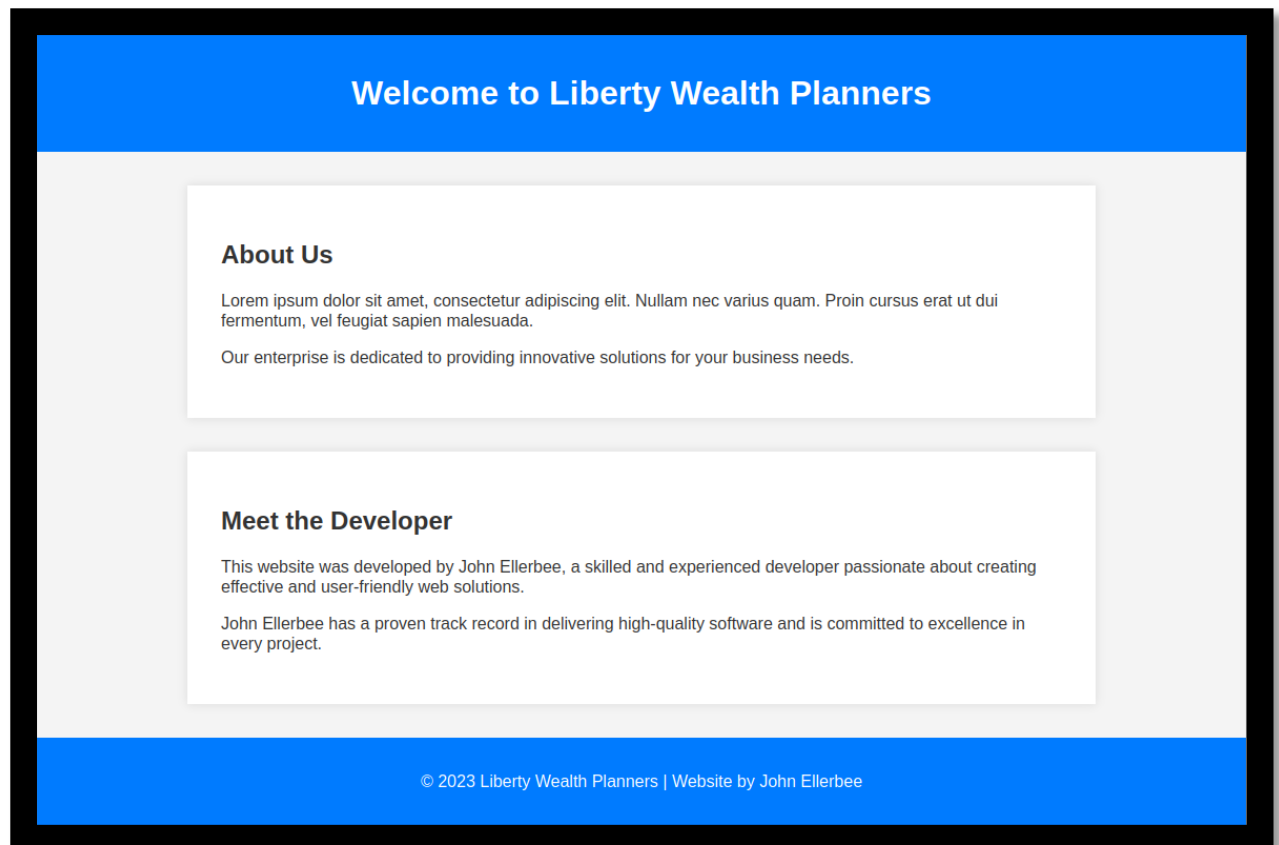 Welcome to Liberty Wealth Planners
About Us
Lorem ipsum dolor sit amet, consectetur adipiscing elit. Nullam nec varius quam. Proin cursus erat ut dui
fermentum, vel feugiat sapien malesuada.
Our enterprise is dedicated to providing innovative solutions for your business needs.
Meet the Developer
This website was developed by John Ellerbee, a skilled and experienced developer passionate about creating
effective and user-friendly web solutions.
John Ellerbee has a proven track record in delivering high-quality software and is committed to excellence in
every project.
© 2023 Liberty Wealth Planners | Website by John Ellerbee